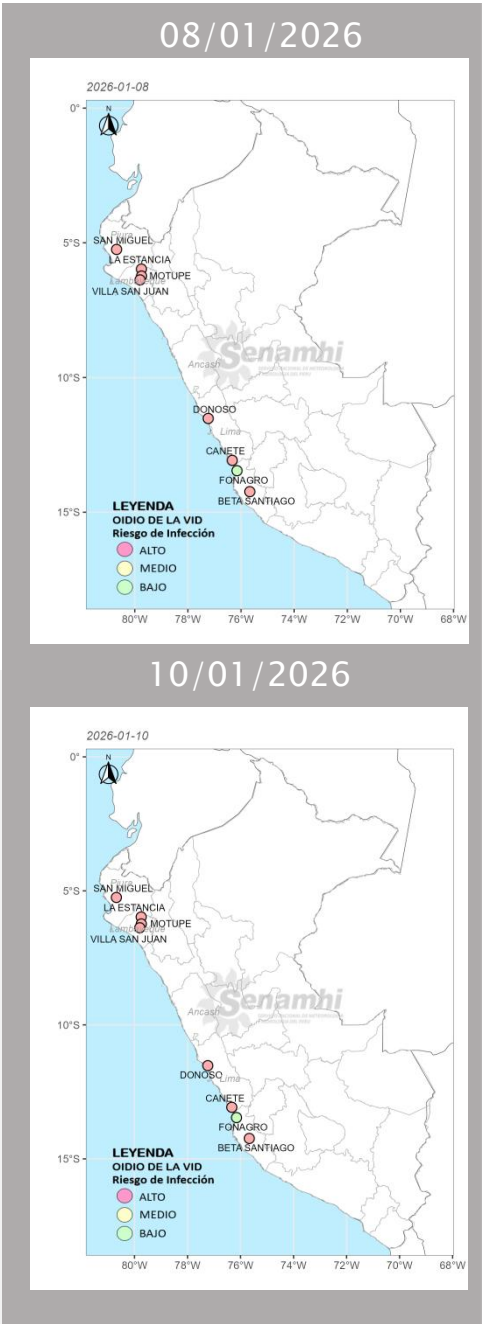 08/01/2026
2026-01-08
N
0°
5°S
Piura
SAN MIGUEL
LA ESTANCIA
MOTUPE
Lambayeque
VILLA SAN JUAN
Senamhi
Ancash
10°S
DONOSO
Lima
CANETE
FONAGRO
BETA SANTIAGO
15°S
LEYENDA
OIDIO DE LA VID
Riesgo de Infección
ALTO
MEDIO
BAJO
80°W 78°W 76°W 74°W 72°W 70°W 68°W
10/01/2026
2026-01-10
N
0°
5°S
Piura
SAN MIGUEL
LA ESTANCIA
MOTUPE
Lambayeque
VILLA SAN JUAN
Senamhi
Ancash
10°S
DONOSO
Lima
CANETE
FONAGRO
BETA SANTIAGO
15°S
LEYENDA
OIDIO DE LA VID
Riesgo de Infección
ALTO
MEDIO
BAJO
80°W 78°W 76°W 74°W 72°W 70°W 68°W